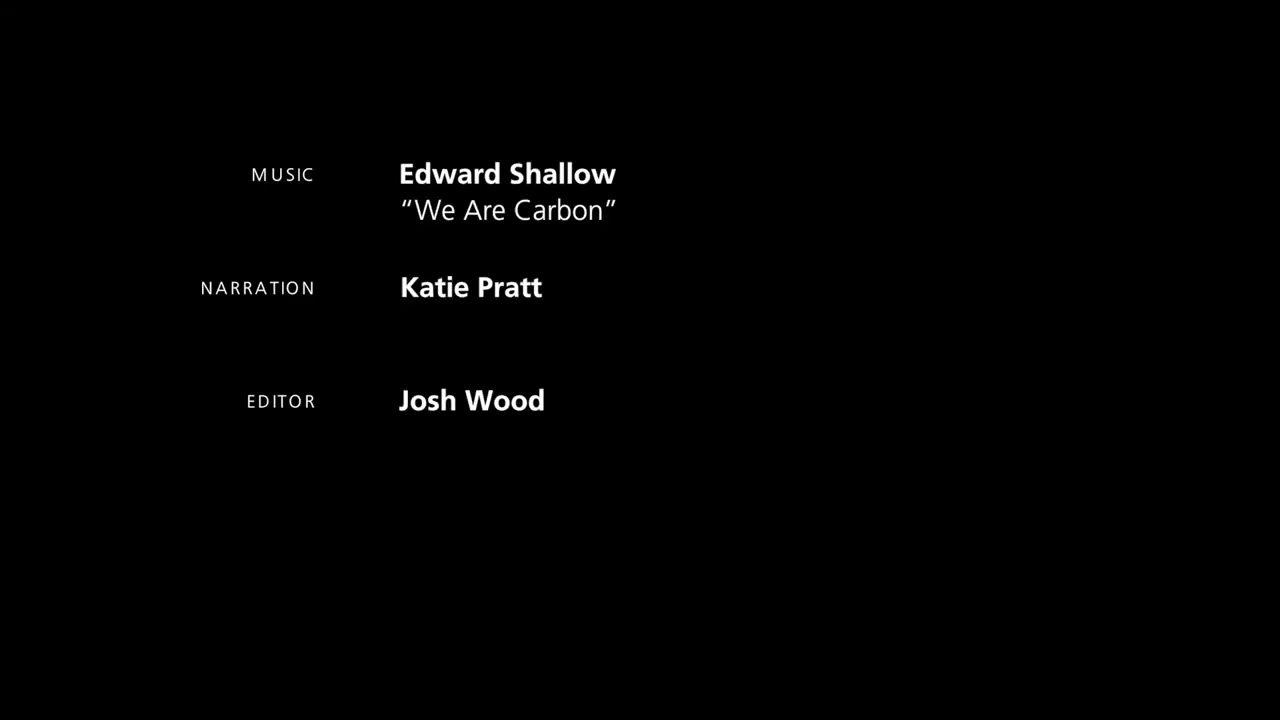 MUSIC Edward Shallow
“We Are Carbon”
NARRATION Katie Pratt
EDITOR Josh Wood